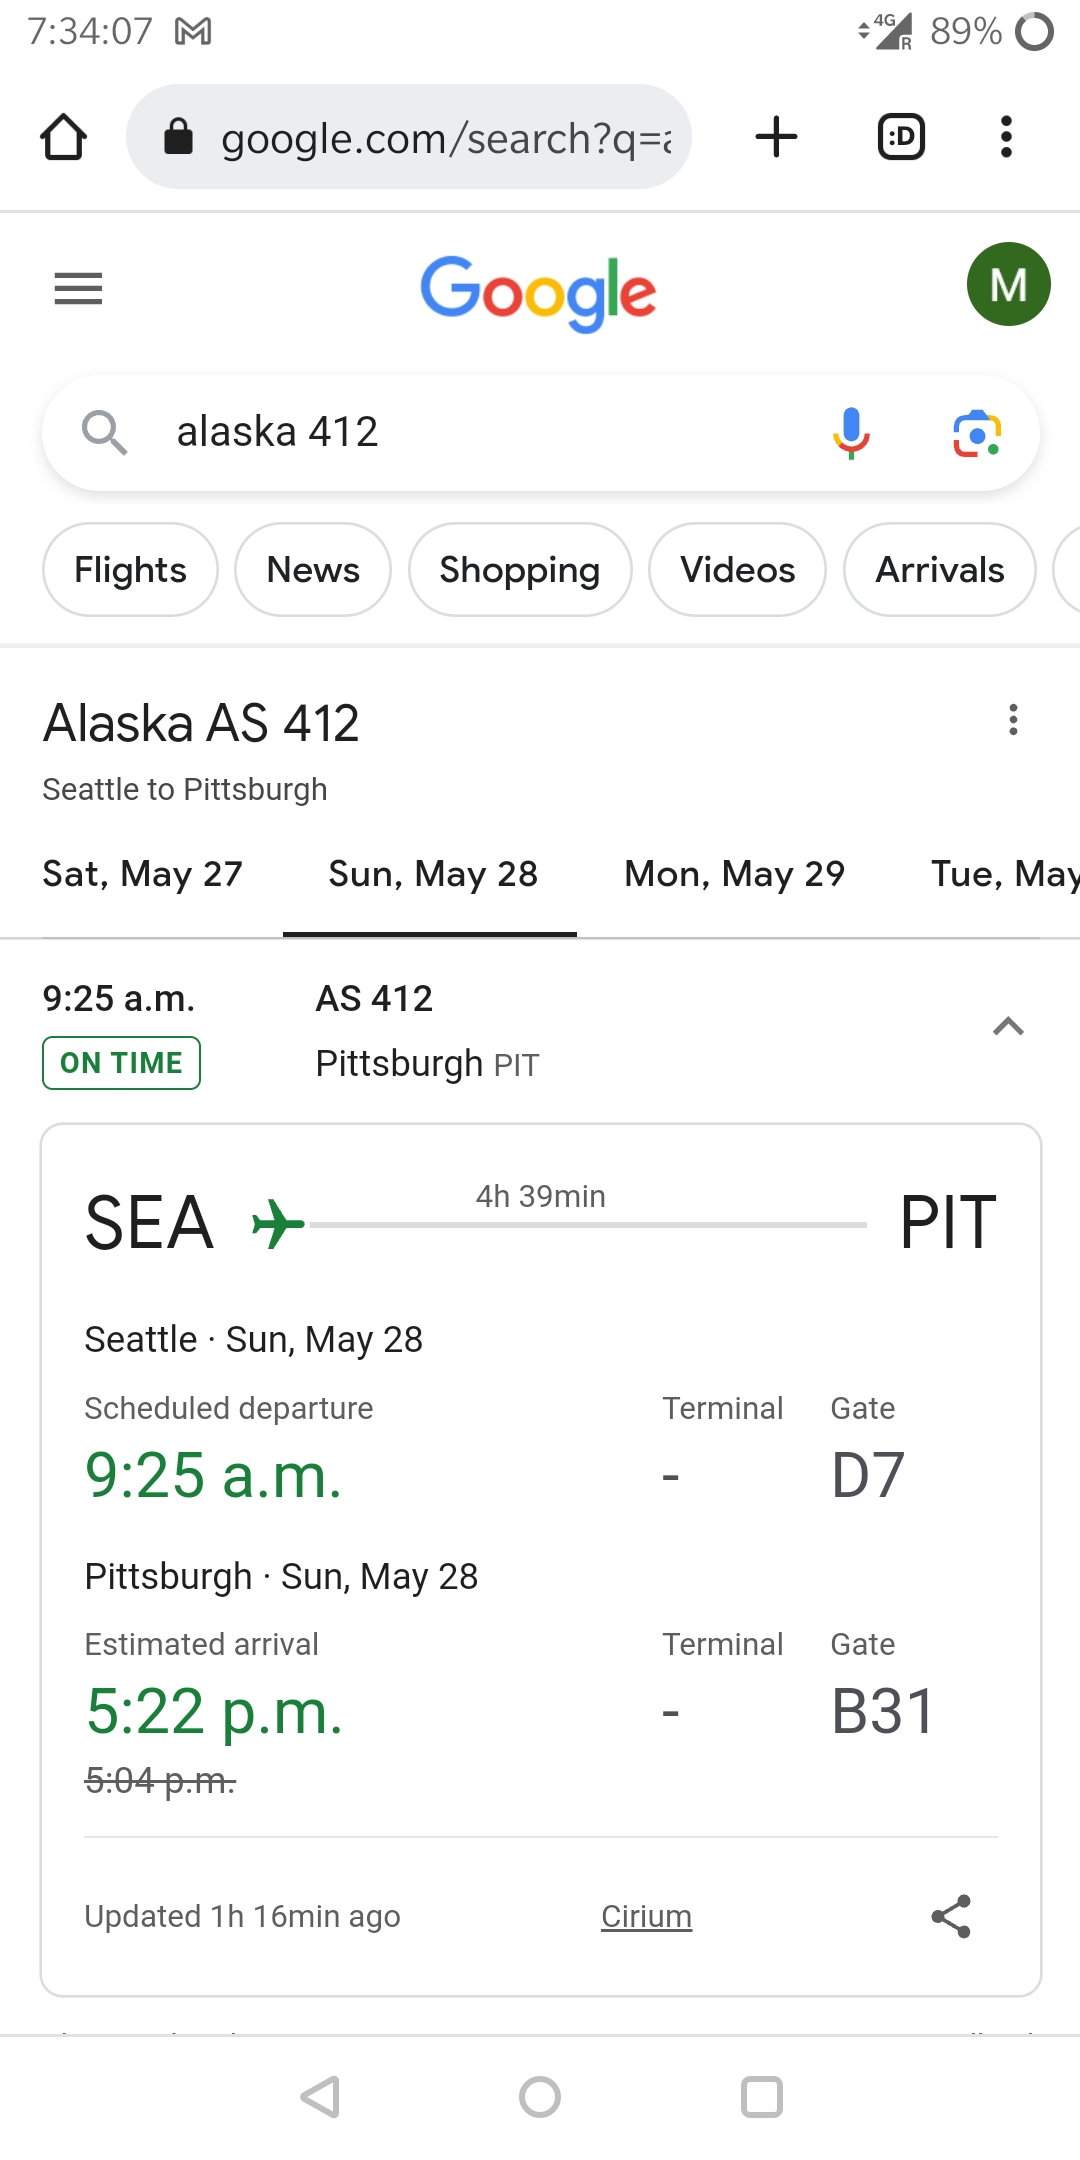 7:34:07 4G R 89%
google.com/search?q=a
:D
Google
M
alaska 412
Flights News Shopping Videos Arrivals
Alaska AS 412
Seattle to Pittsburgh
Sat, May 27 Sun, May 28 Mon, May 29 Tue, May
9:25 a.m. AS 412
ON TIME Pittsburgh PIT
4h 39min
SEA PIT
Seattle · Sun, May 28
Scheduled departure Terminal Gate
9:25 a.m. - D7
Pittsburgh · Sun, May 28
Estimated arrival Terminal Gate
5:22 p.m. - B31
5:04 p.m.
Updated 1h 16min ago Cirium